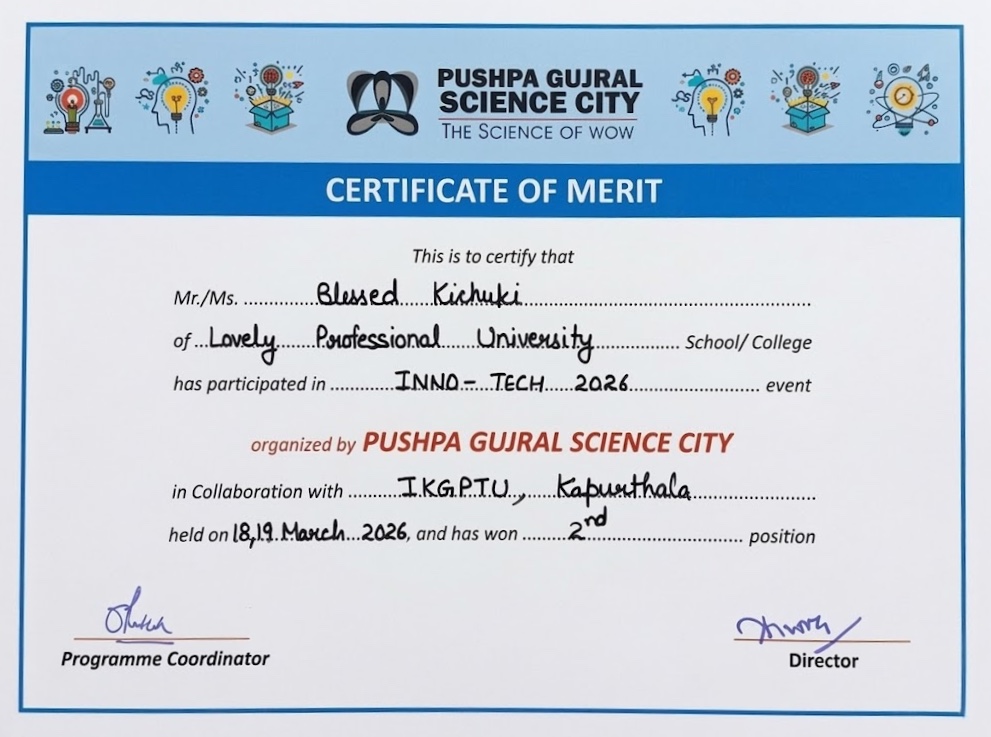 PUSHPA GUJRAL
SCIENCE CITY
THE SCIENCE OF WOW
CERTIFICATE OF MERIT
This is to certify that
Mr./Ms. Blessed Kichuki
of Lovely Professional University School/ College
has participated in INNO-TECH 2026 event
organized by PUSHPA GUJRAL SCIENCE CITY
in Collaboration with IKGPTU, Kapurthala
held on 18,19 March 2026, and has won 2nd position
Programme Coordinator
Director